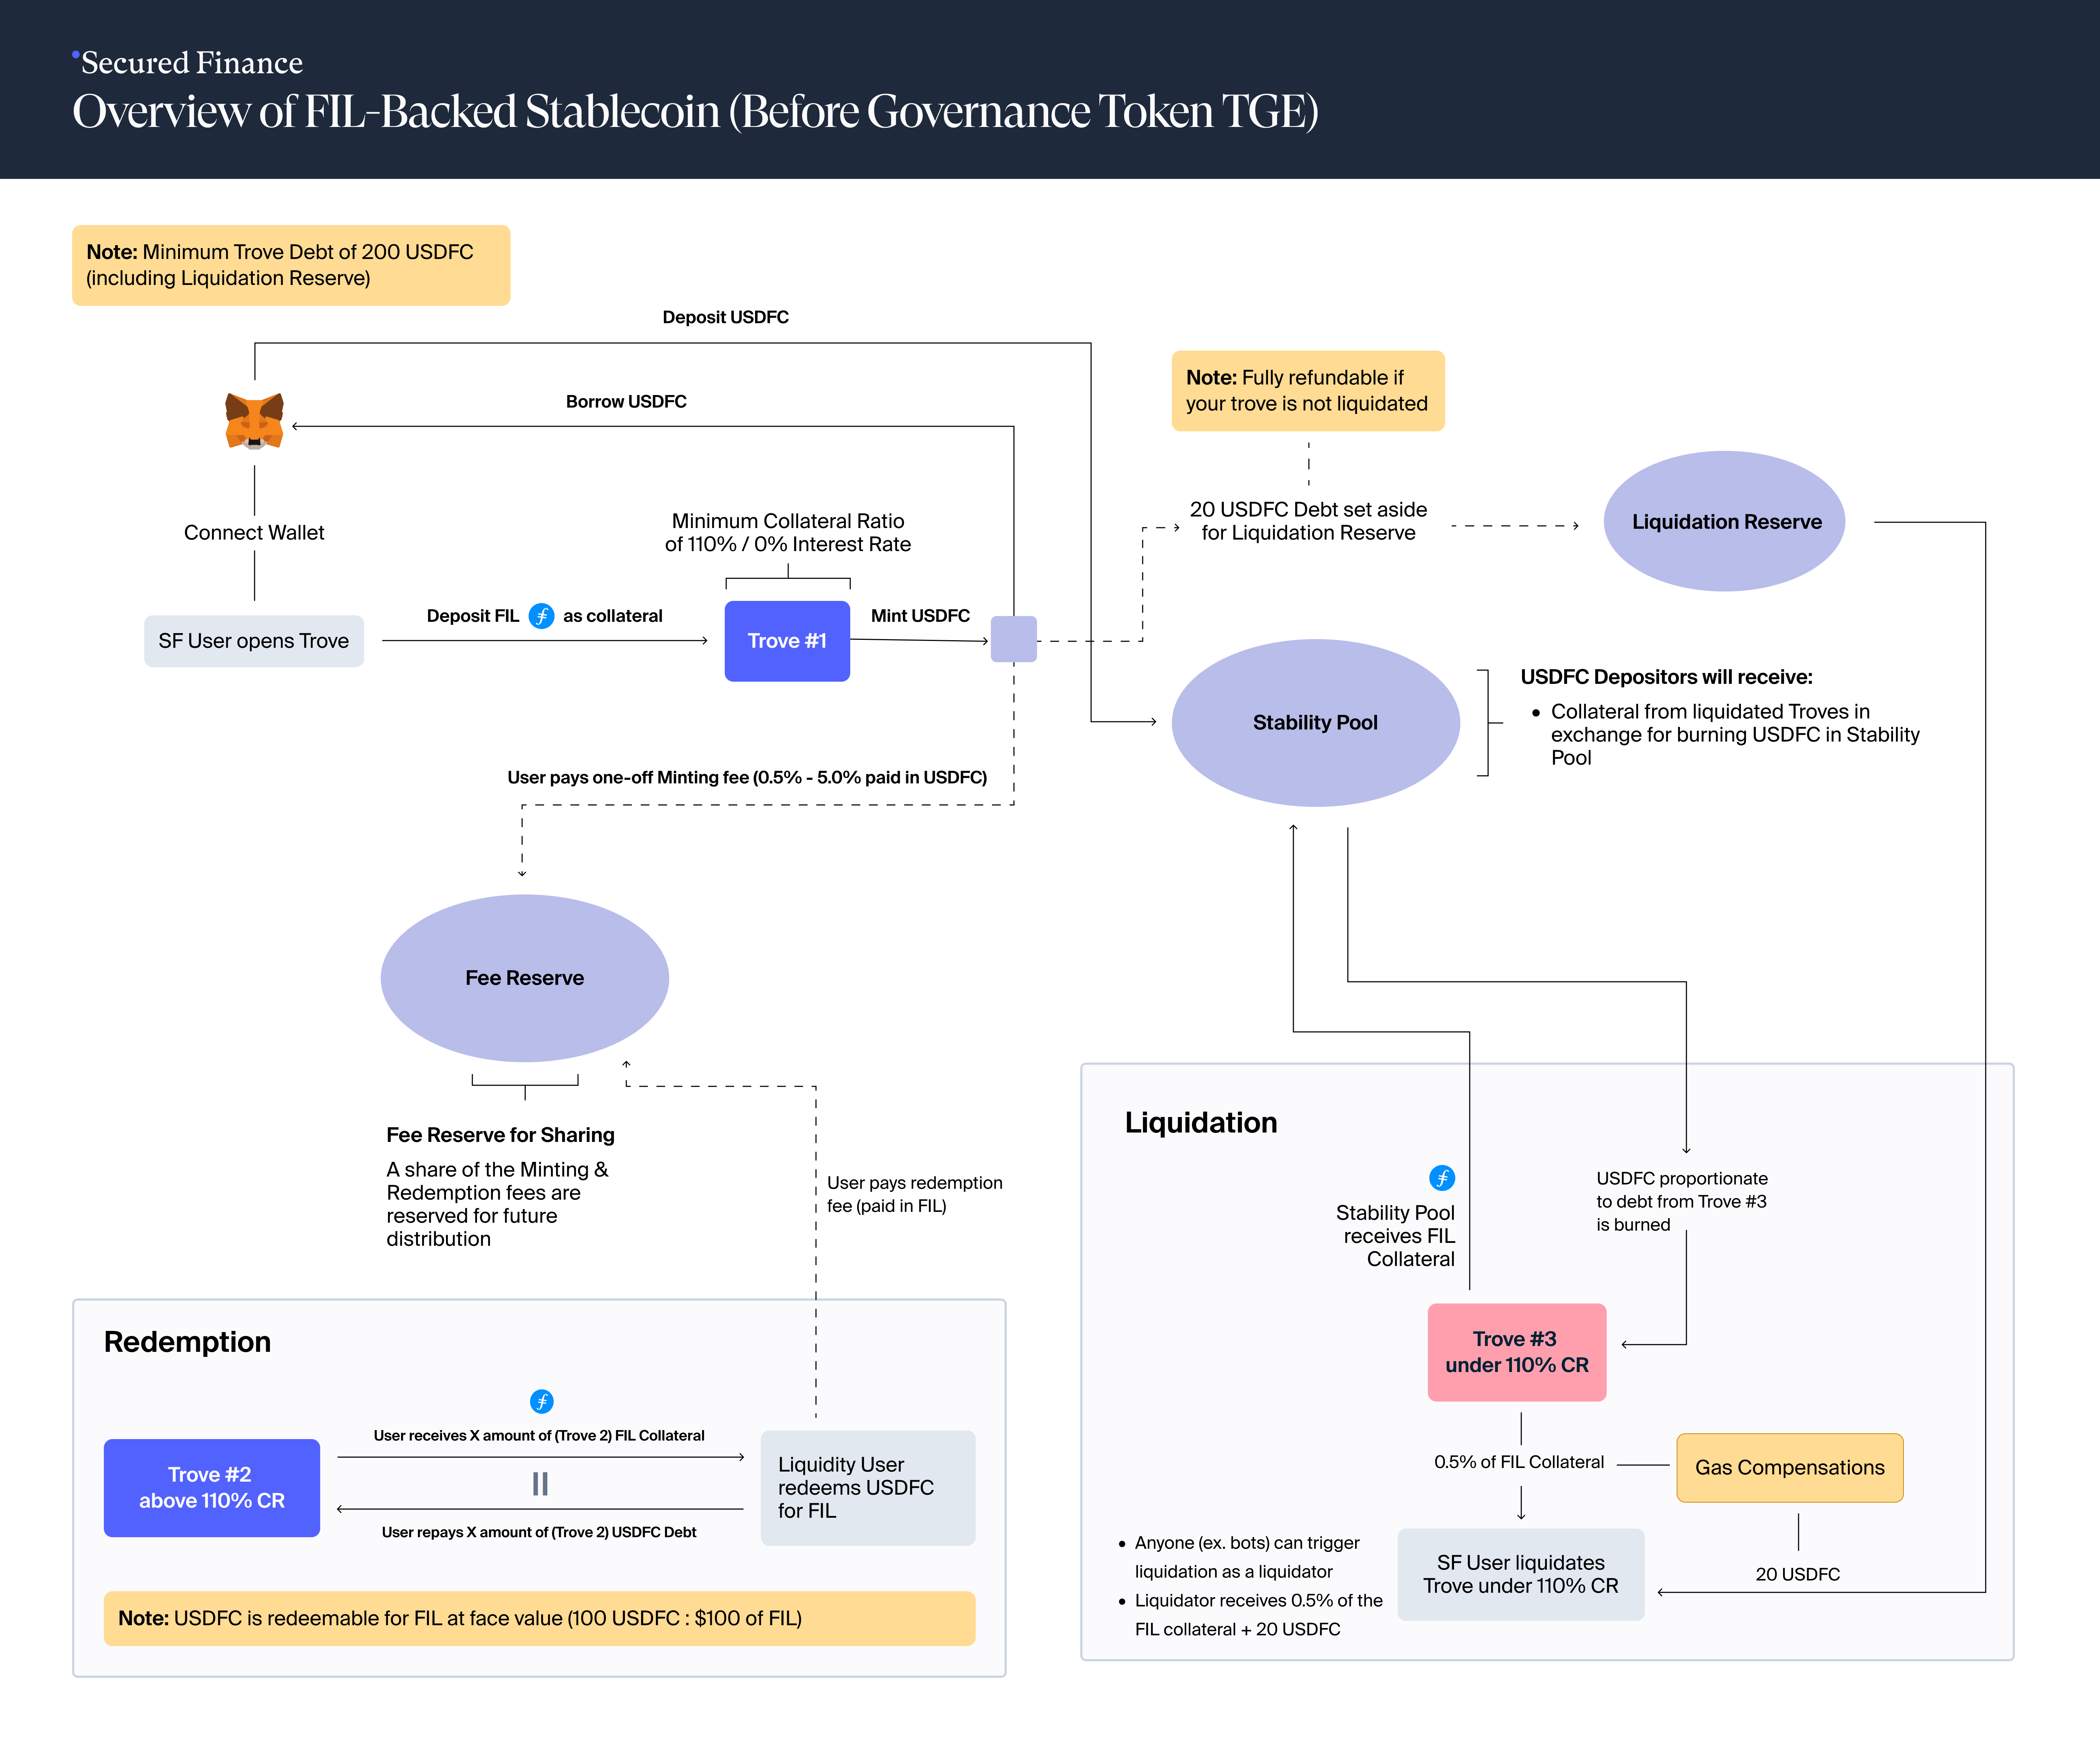 Secured Finance
Overview of FIL-Backed Stablecoin (Before Governance Token TGE)
Note: Minimum Trove Debt of 200 USDFC
(including Liquidation Reserve)
Deposit USDFC
Borrow USDFC
Note: Fully refundable if
your trove is not liquidated
Connect Wallet
Minimum Collateral Ratio
of 110% / 0% Interest Rate
20 USDFC Debt set aside
for Liquidation Reserve
Liquidation Reserve
SF User opens Trove
Deposit FIL as collateral
Trove #1
Mint USDFC
Stability Pool
USDFC Depositors will receive:
• Collateral from liquidated Troves in
exchange for burning USDFC in Stability
Pool
User pays one-off Minting fee (0.5% - 5.0% paid in USDFC)
Fee Reserve
Fee Reserve for Sharing
A share of the Minting &
Redemption fees are
reserved for future
distribution
User pays redemption
fee (paid in FIL)
Redemption
User receives X amount of (Trove 2) FIL Collateral
Trove #2
above 110% CR
Liquidity User
redeems USDFC
for FIL
User repays X amount of (Trove 2) USDFC Debt
Note: USDFC is redeemable for FIL at face value (100 USDFC : $100 of FIL)
Liquidation
Stability Pool
receives FIL
Collateral
USDFC proportionate
to debt from Trove #3
is burned
Trove #3
under 110% CR
0.5% of FIL Collateral
Gas Compensations
• Anyone (ex. bots) can trigger
liquidation as a liquidator
• Liquidator receives 0.5% of the
FIL collateral + 20 USDFC
SF User liquidates
Trove under 110% CR
20 USDFC